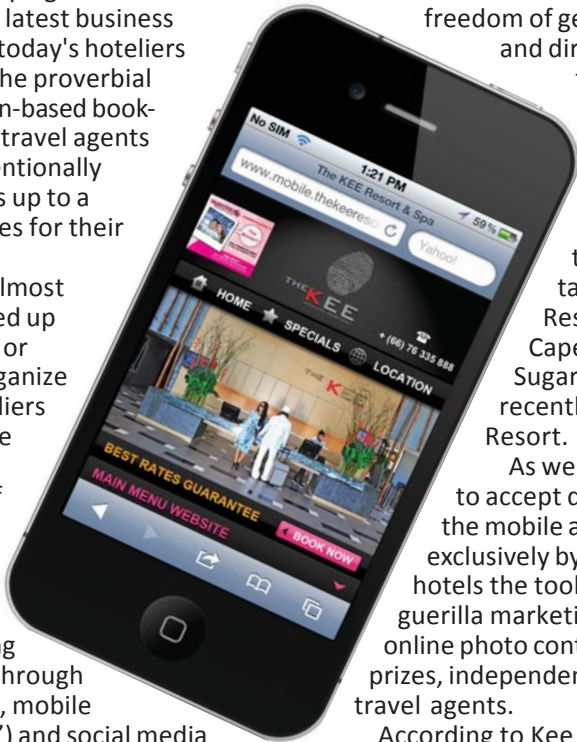 latest business
today's hoteliers
he proverbial
n-based book-
travel agents
entionally
s up to a
es for their
lmost
ed up
or
ganize
liers
e
f
g
hrough
, mobile
') and social media
No SIM
1:21 PM
59%
The KEE Resort & Spa
www.mobile.thekeereso
Yahoo!
THE KEE
HOME
SPECIALS
+ (66) 76 335 888
LOCATION
THE KEE
BEST RATES GUARANTEE
MAIN MENU WEBSITE
BOOK NOW
freedom of ge
and dir
t
t
ta
Res
Cape
Sugar
recentl
Resort.
As we
to accept d
the mobile a
exclusively by
hotels the tool
guerilla marketi
online photo cont
prizes, independen
travel agents.
According to Kee